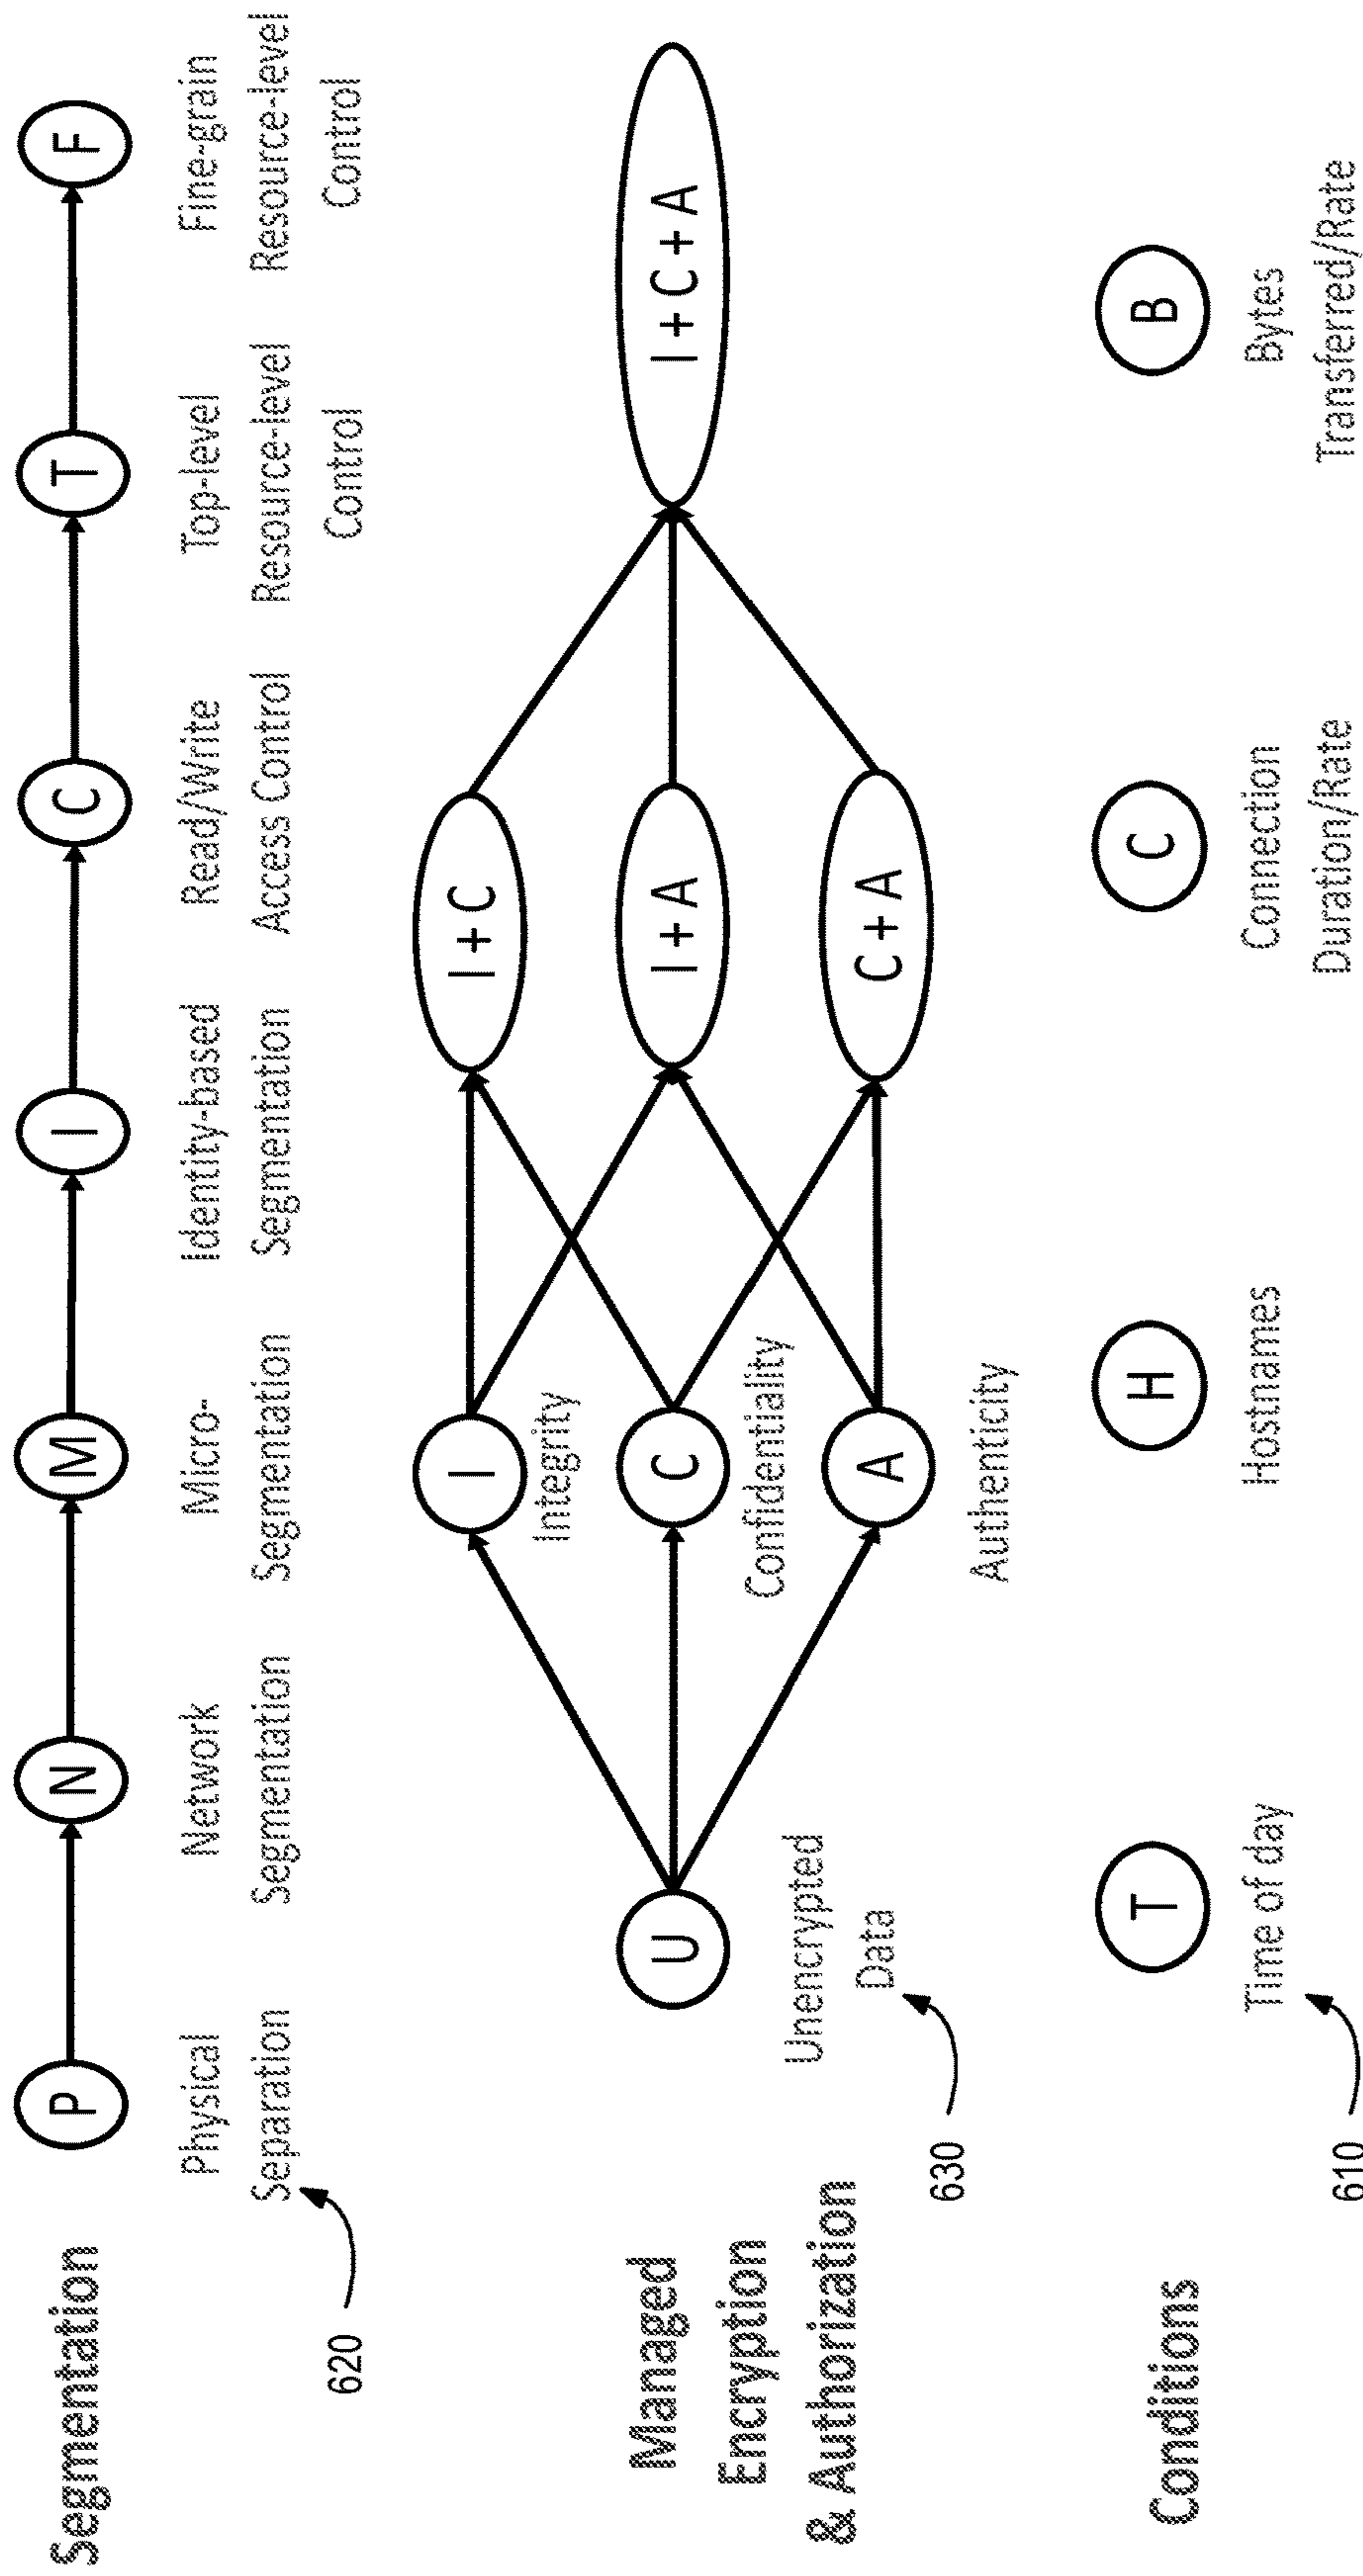 Segmentation
P
N
M
I
C
T
F
Physical
Separation
Network
Segmentation
Micro-
Segmentation
Identity-based
Segmentation
Read/Write
Access Control
Top-level
Resource-level
Control
Fine-grain
Resource-level
Control
620
Managed
Encryption
& Authorization
U
Unencrypted
Data
630
I
Integrity
C
Confidentiality
A
Authenticity
I + C
I + A
C + A
I + C + A
Conditions
T
Time of day
610
H
Hostnames
C
Connection
Duration/Rate
B
Bytes
Transferred/Rate